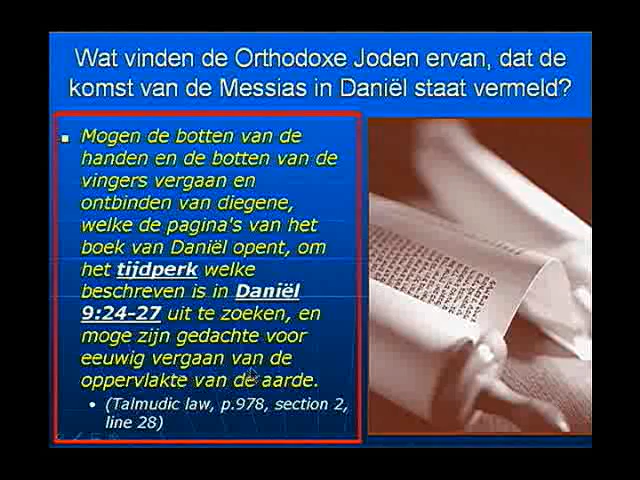 Wat vinden de Orthodoxe Joden ervan, dat de
komst van de Messias in Daniël staat vermeld?
Mogen de botten van de
handen en de botten van de
vingers vergaan en
ontbinden van diegene,
welke de pagina's van het
boek van Daniël opent, om
het tijdperk welke
beschreven is in Daniël
9:24-27 uit te zoeken, en
moge zijn gedachte voor
eeuwig vergaan van de
oppervlakte van de aarde.
(Talmudic law, p.978, section 2,
line 28)